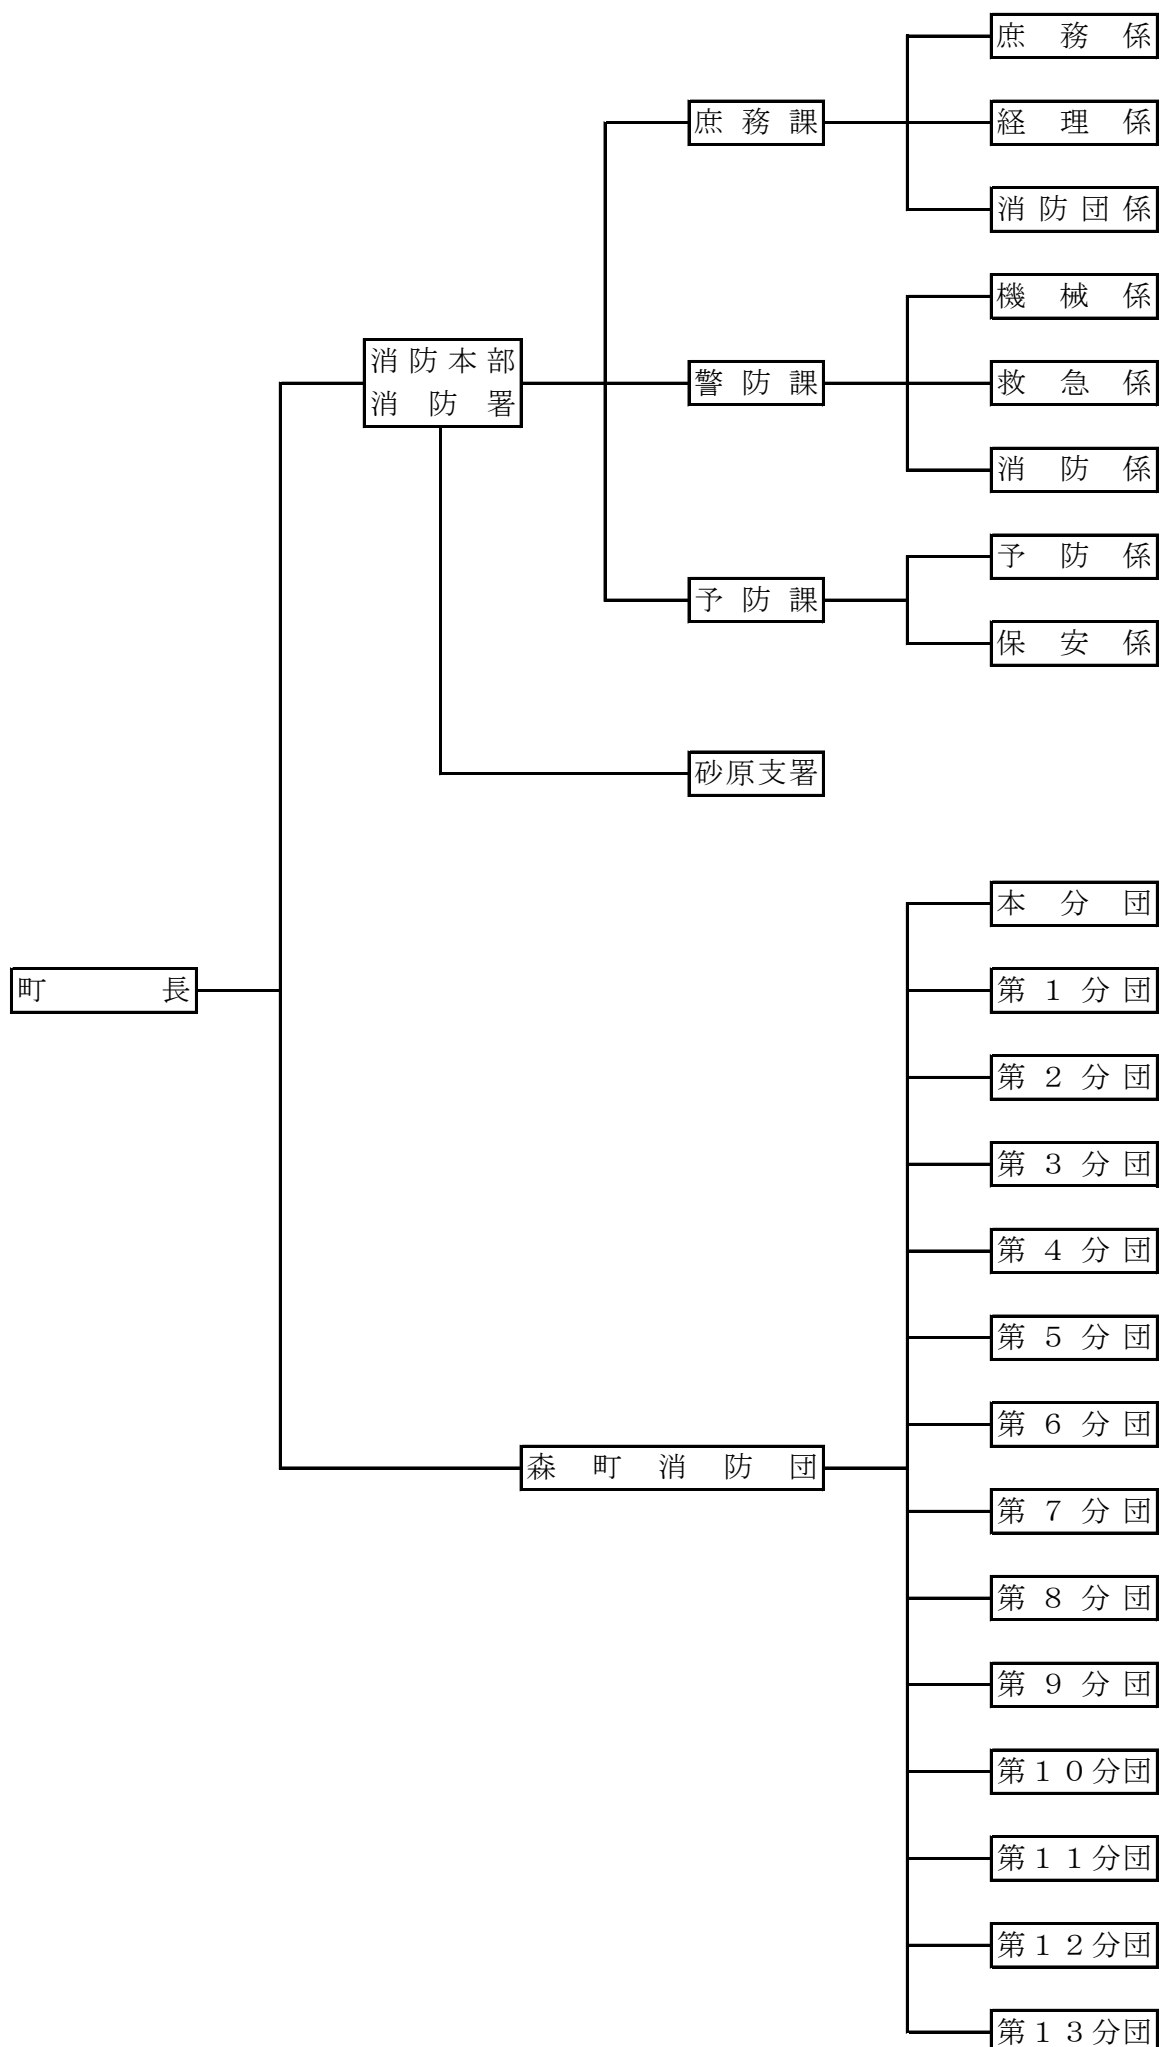 庶務係
庶務課
経理係
消防団係
機械係
消防本部
消防署
警防課
救急係
消防係
予防係
予防課
保安係
砂原支署
本分団
町長
第１分団
第２分団
第３分団
第４分団
第５分団
第６分団
森町消防団
第７分団
第８分団
第９分団
第１０分団
第１１分団
第１２分団
第１３分団